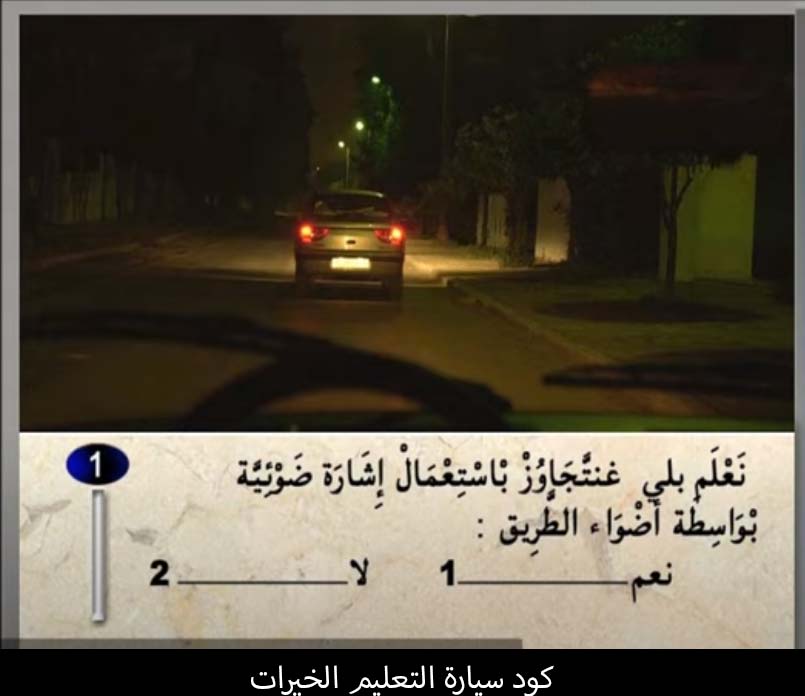 1
نَعْلَم بلي غنتَّجَاوُزْ بْاسْتِعْمَالْ إِشَارَة ضَوْئِيَّة
بْوَاسِطَة أَضْوَاء الطَّرِيق :
نعم 1 لا 2
كود سيارة التعليم الخيرات